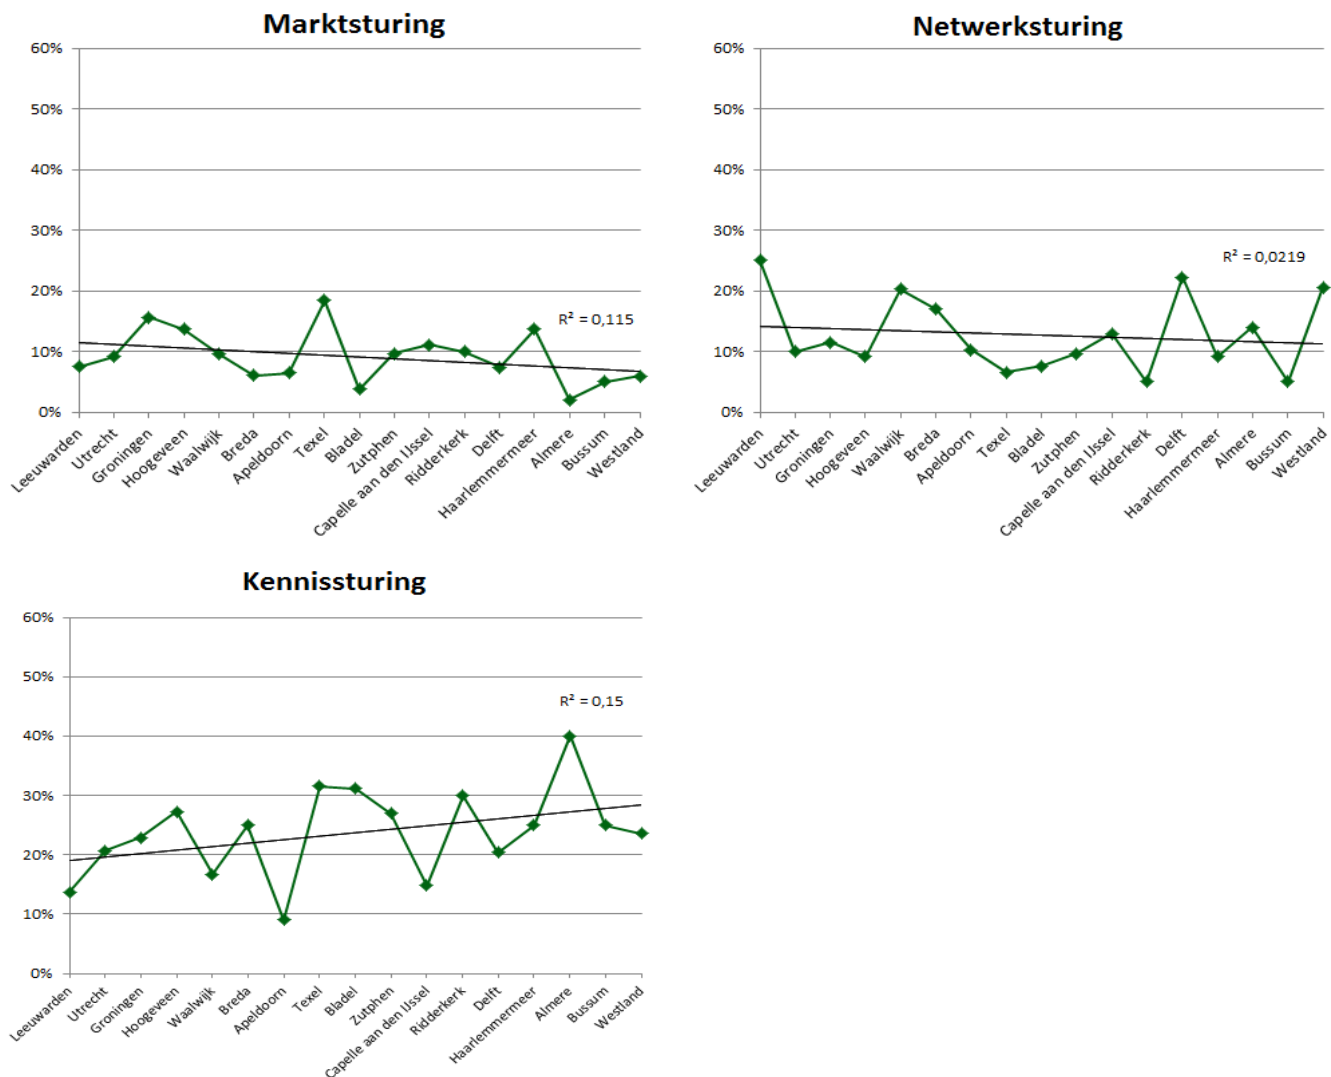 Marktsturing
60%
50%
40%
30%
20%
10%
0%
R² = 0,115
Leeuwarden
Utrecht
Groningen
Hoogeveen
Waalwijk
Breda
Apeldoorn
Texel
Bladel
Zutphen
Capelle aan den IJssel
Ridderkerk
Delft
Haarlemmermeer
Almere
Bussum
Westland
Netwerksturing
60%
50%
40%
30%
20%
10%
0%
R² = 0,0219
Leeuwarden
Utrecht
Groningen
Hoogeveen
Waalwijk
Breda
Apeldoorn
Texel
Bladel
Zutphen
Capelle aan den IJssel
Ridderkerk
Delft
Haarlemmermeer
Almere
Bussum
Westland
Kennissturing
60%
50%
40%
30%
20%
10%
0%
R² = 0,15
Leeuwarden
Utrecht
Groningen
Hoogeveen
Waalwijk
Breda
Apeldoorn
Texel
Bladel
Zutphen
Capelle aan den IJssel
Ridderkerk
Delft
Haarlemmermeer
Almere
Bussum
Westland